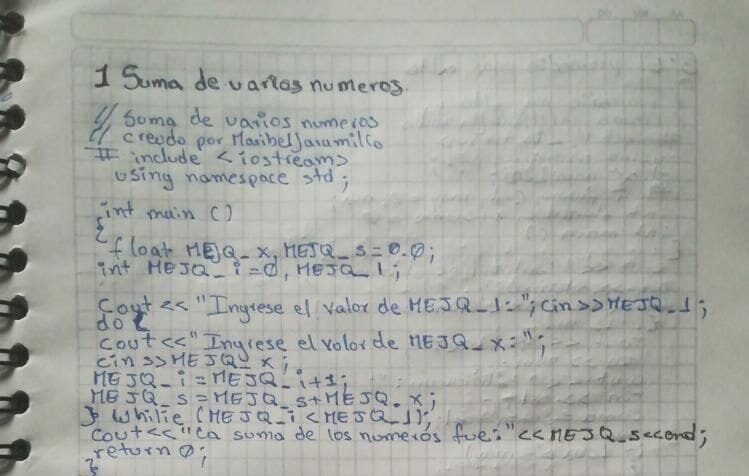 1 Suma de varios numeros.
// Suma de varios numeros
// creado por Maribel Jaramillo
# include <iostream>
using namespace std;
int main ()
{
float MEJQ_x, MEJQ_s=0.0;
int MEJQ_i=0, MEJQ_1;
Cout << "Ingrese el valor de MEJQ_1=";cin>>MEJQ_1;
do {
cout<<"Ingrese el valor de MEJQ_x=";
cin>>MEJQ_x;
MEJQ_i=MEJQ_i+1;
MEJQ_s=MEJQ_s+MEJQ_x;
} whilie (MEJQ_i<MEJQ_1);
cout<<"La suma de los numeros fue:"<<MEJQ_s<<end;
return 0;
}